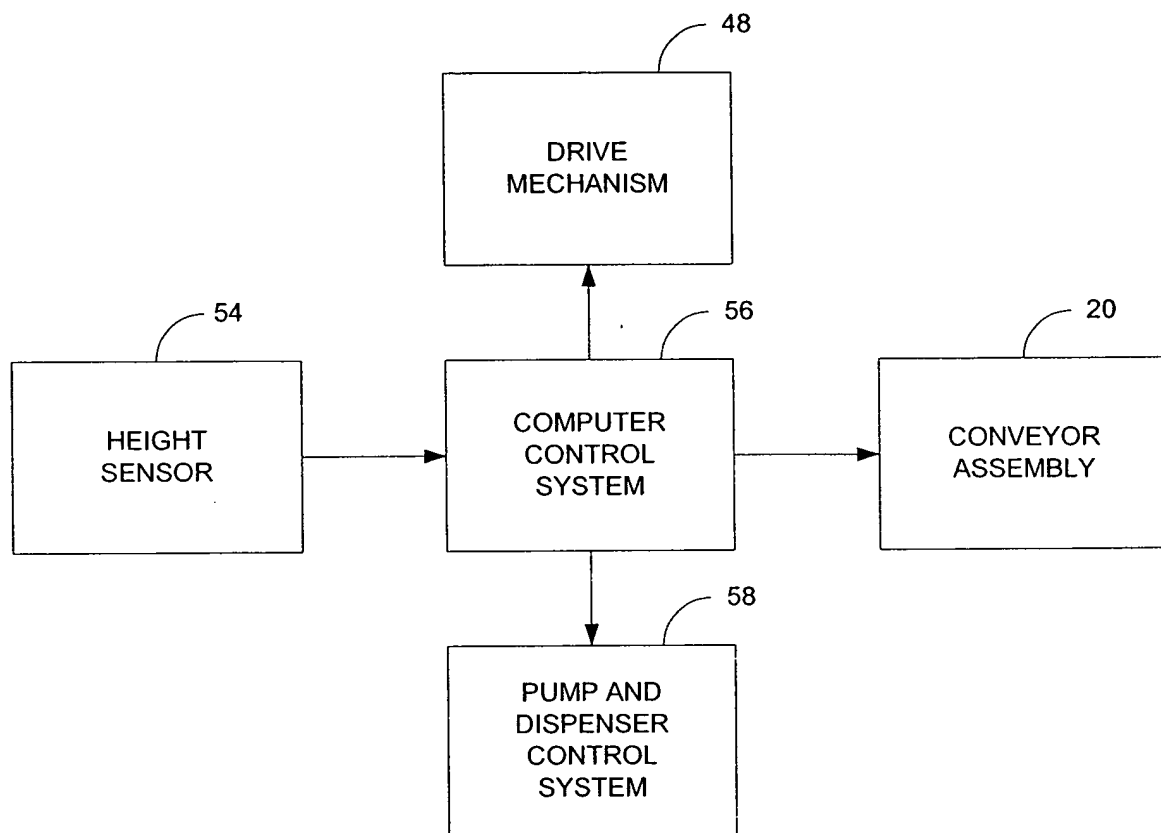 48
DRIVE
MECHANISM
54
56
20
HEIGHT
SENSOR
COMPUTER
CONTROL
SYSTEM
CONVEYOR
ASSEMBLY
58
PUMP AND
DISPENSER
CONTROL
SYSTEM